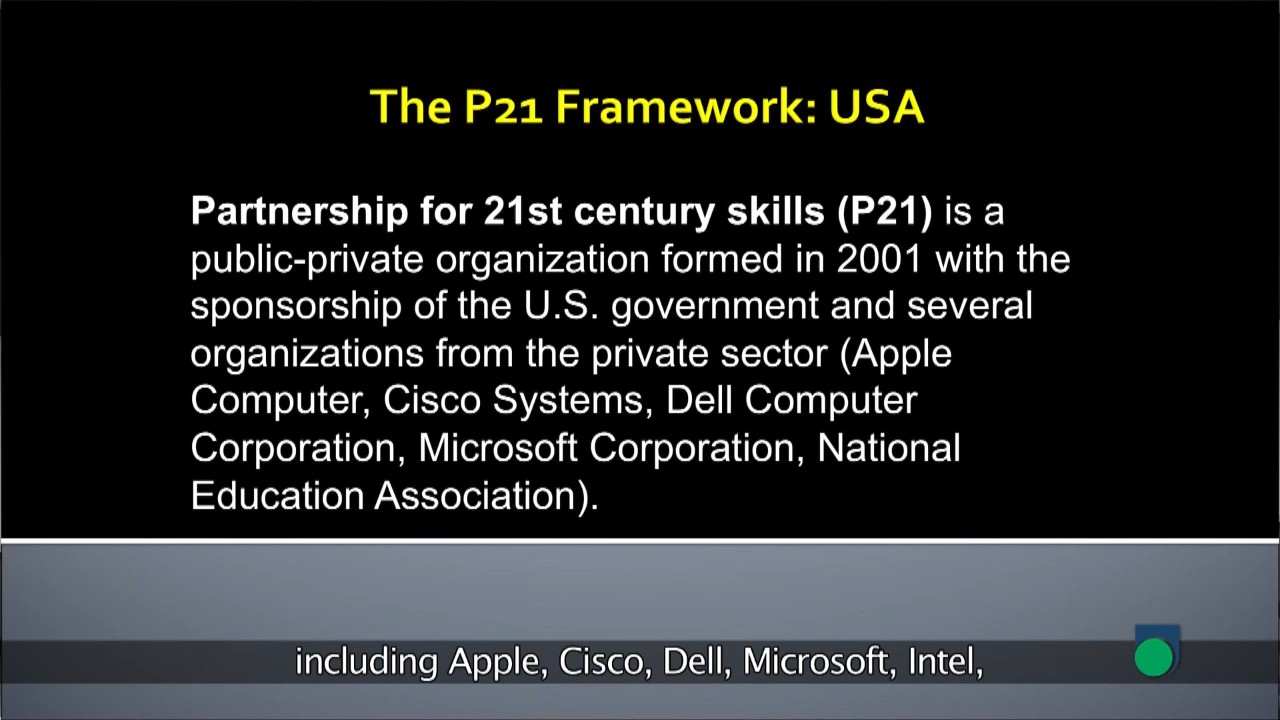 The P21 Framework: USA
Partnership for 21st century skills (P21) is a
public-private organization formed in 2001 with the
sponsorship of the U.S. government and several
organizations from the private sector (Apple
Computer, Cisco Systems, Dell Computer
Corporation, Microsoft Corporation, National
Education Association).
including Apple, Cisco, Dell, Microsoft, Intel,